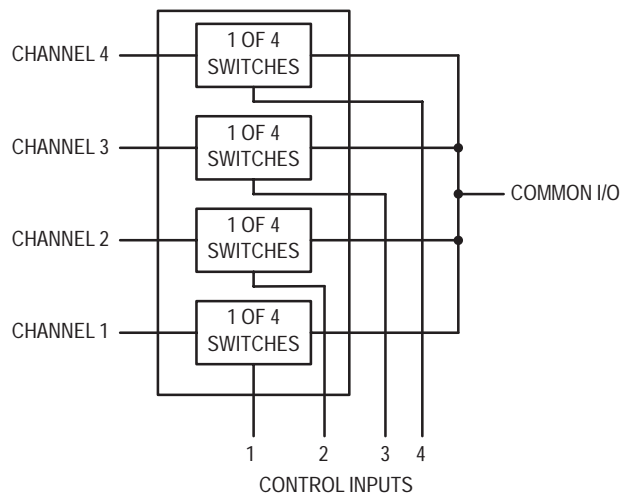 CHANNEL 4
1 OF 4
SWITCHES
CHANNEL 3
1 OF 4
SWITCHES
COMMON I/O
CHANNEL 2
1 OF 4
SWITCHES
CHANNEL 1
1 OF 4
SWITCHES
1 2 3 4
CONTROL INPUTS